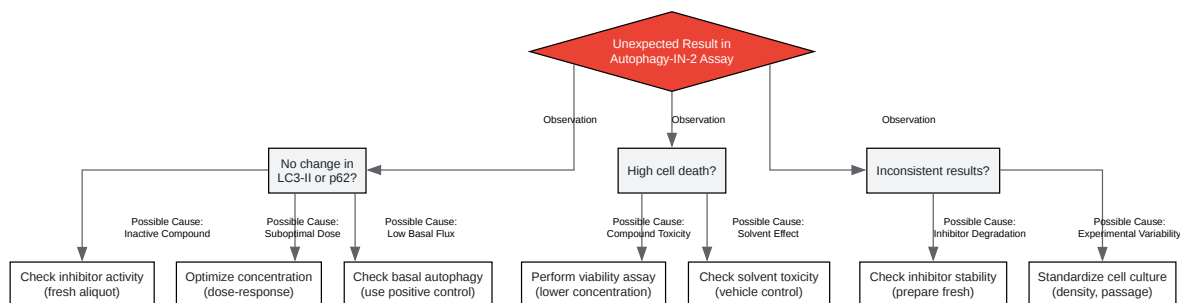 Unexpected Result in
Autophagy-IN-2 Assay
Observation
Observation
Observation
No change in
LC3-II or p62?
High cell death?
Inconsistent results?
Possible Cause:
Inactive Compound
Possible Cause:
Suboptimal Dose
Possible Cause:
Low Basal Flux
Possible Cause:
Compound Toxicity
Possible Cause:
Solvent Effect
Possible Cause:
Inhibitor Degradation
Possible Cause:
Experimental Variability
Check inhibitor activity
(fresh aliquot)
Optimize concentration
(dose-response)
Check basal autophagy
(use positive control)
Perform viability assay
(lower concentration)
Check solvent toxicity
(vehicle control)
Check inhibitor stability
(prepare fresh)
Standardize cell culture
(density, passage)